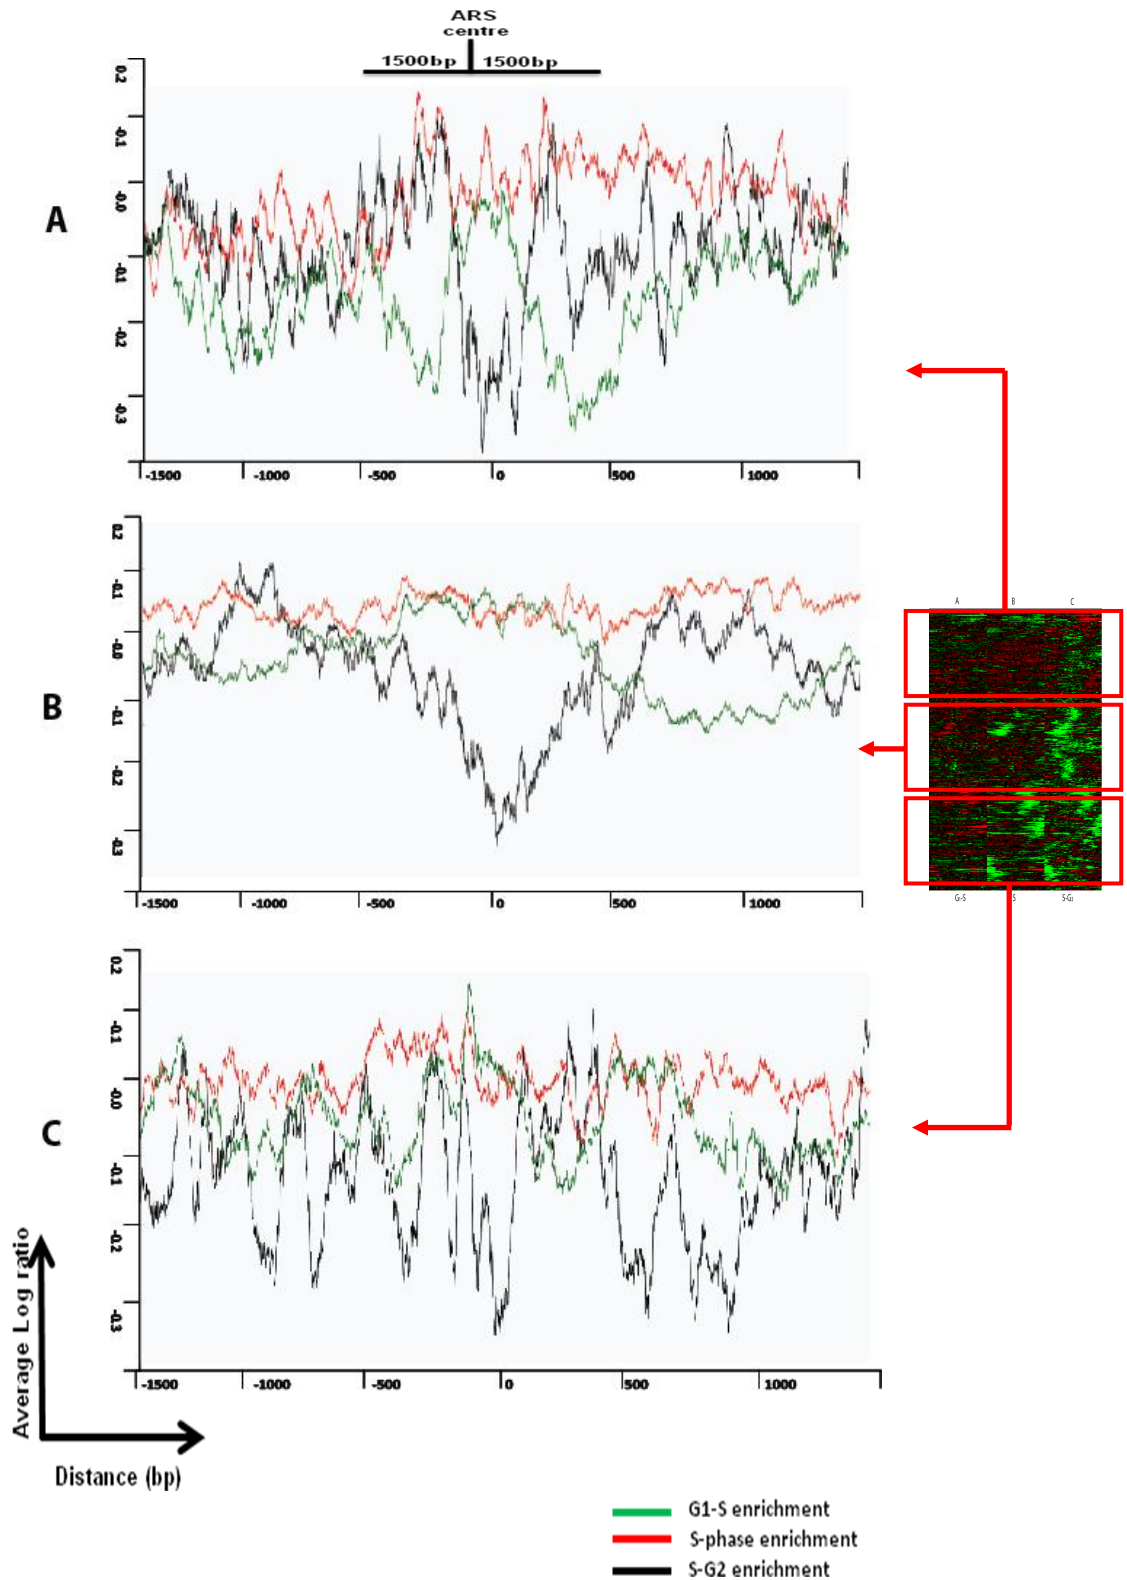 ARS
centre
1500bp 1500bp
0.2
-0.1
-0.0
-0.1
-0.2
-0.3
A
-1500 -1000 -500 0 500 1000
0.2
-0.1
-0.0
-0.1
-0.2
-0.3
B
-1500 -1000 -500 0 500 1000
A B C
G1-S S S-G2
0.2
-0.1
-0.0
-0.1
-0.2
-0.3
C
-1500 -1000 -500 0 500 1000
Average Log ratio
Distance (bp)
G1-S enrichment
S-phase enrichment
S-G2 enrichment